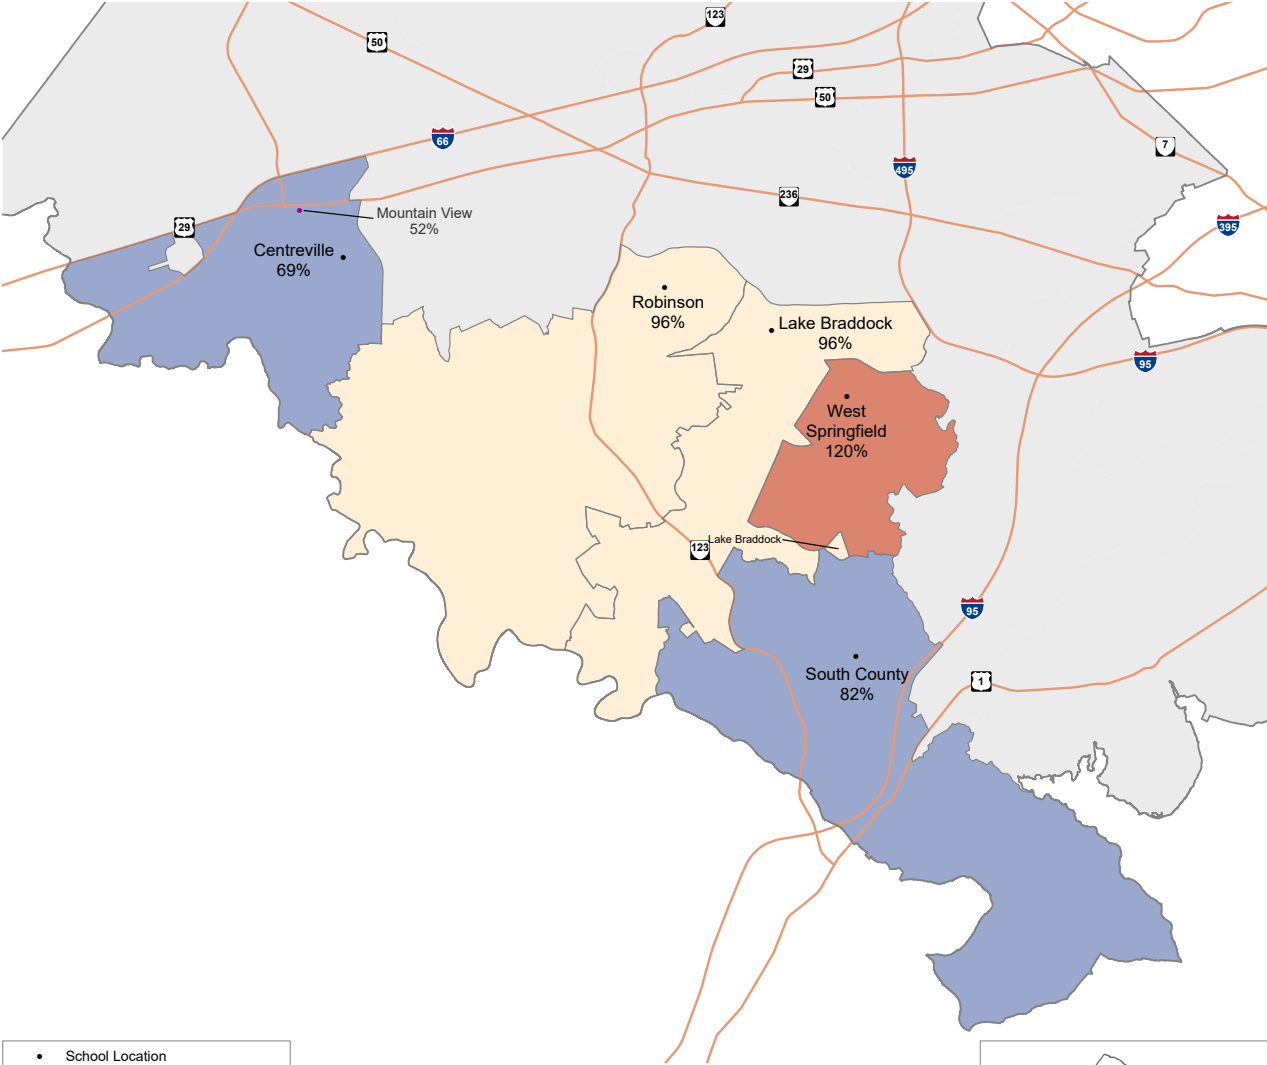 123
50
29
50
66
7
495
236
395
Mountain View
52%
29
Centreville
69%
Robinson
96%
Lake Braddock
96%
95
West
Springfield
120%
Lake Braddock
123
95
South County
82%
1
School Location